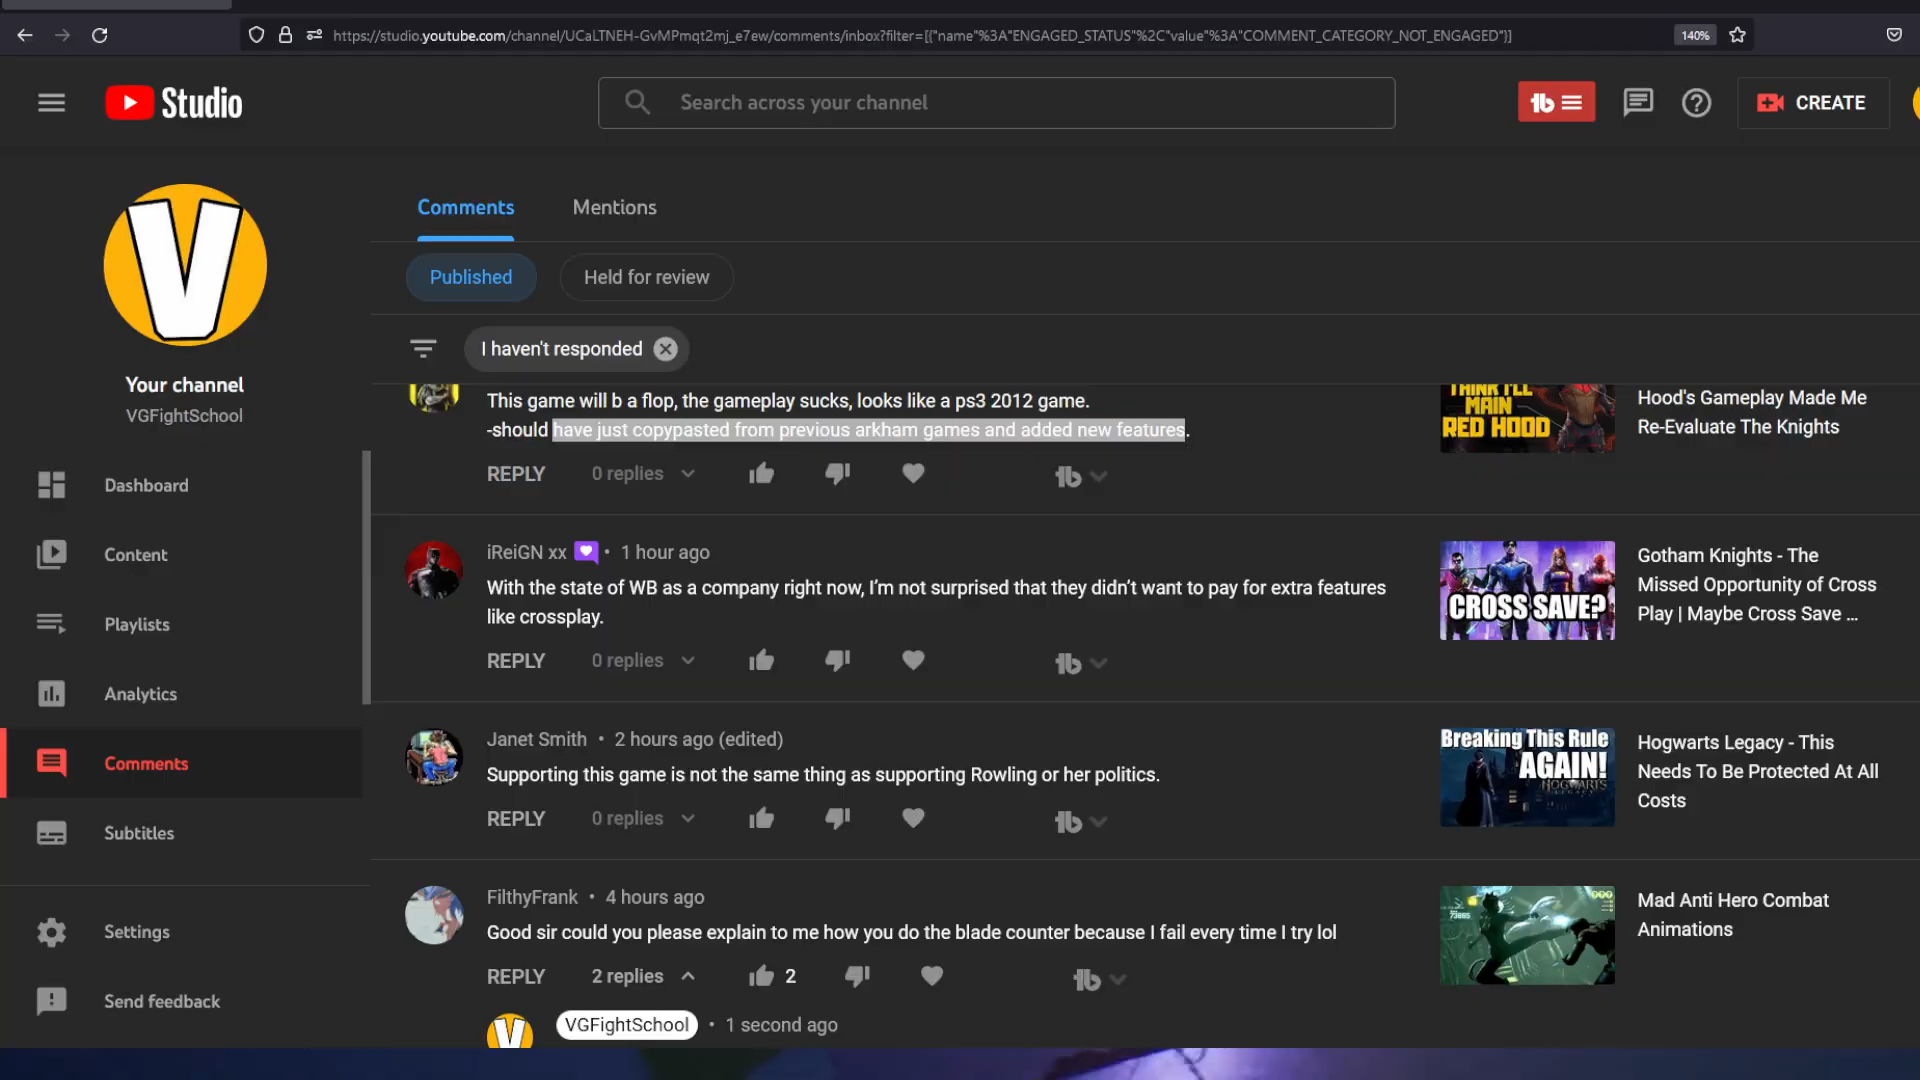 https://studio.youtube.com/channel/UCaLTNEH-GvMPmqt2mj_e7ew/comments/inbox?filter=[{"name"%3A"ENGAGED_STATUS"%2C"value"%3A"COMMENT_CATEGORY_NOT_ENGAGED"}]
140%
Studio
Search across your channel
CREATE
Your channel
VGFightSchool
Dashboard
Content
Playlists
Analytics
Comments
Subtitles
Settings
Send feedback
Comments
Mentions
Published
Held for review
I haven't responded
This game will b a flop, the gameplay sucks, looks like a ps3 2012 game.
-should have just copypasted from previous arkham games and added new features.
REPLY
0 replies
THINK I'LL
MAIN
RED HOOD
Hood's Gameplay Made Me
Re-Evaluate The Knights
iReiGN xx • 1 hour ago
With the state of WB as a company right now, I'm not surprised that they didn't want to pay for extra features
like crossplay.
REPLY
0 replies
CROSS SAVE?
Gotham Knights - The
Missed Opportunity of Cross
Play | Maybe Cross Save ...
Janet Smith • 2 hours ago (edited)
Supporting this game is not the same thing as supporting Rowling or her politics.
REPLY
0 replies
Breaking This Rule
AGAIN!
HOGWARTS
Hogwarts Legacy - This
Needs To Be Protected At All
Costs
FilthyFrank • 4 hours ago
Good sir could you please explain to me how you do the blade counter because I fail every time I try lol
REPLY
2 replies
2
Mad Anti Hero Combat
Animations
VGFightSchool • 1 second ago